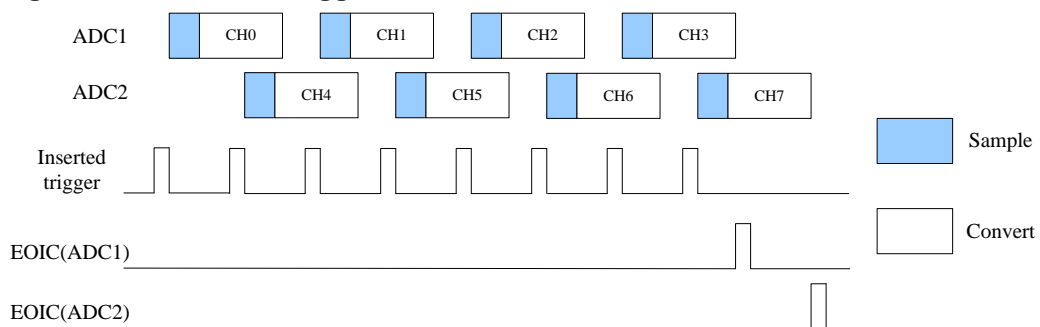 ADC1 CH0 CH1 CH2 CH3
ADC2 CH4 CH5 CH6 CH7
Sample
Inserted
trigger
Convert
EOIC(ADC1)
EOIC(ADC2)